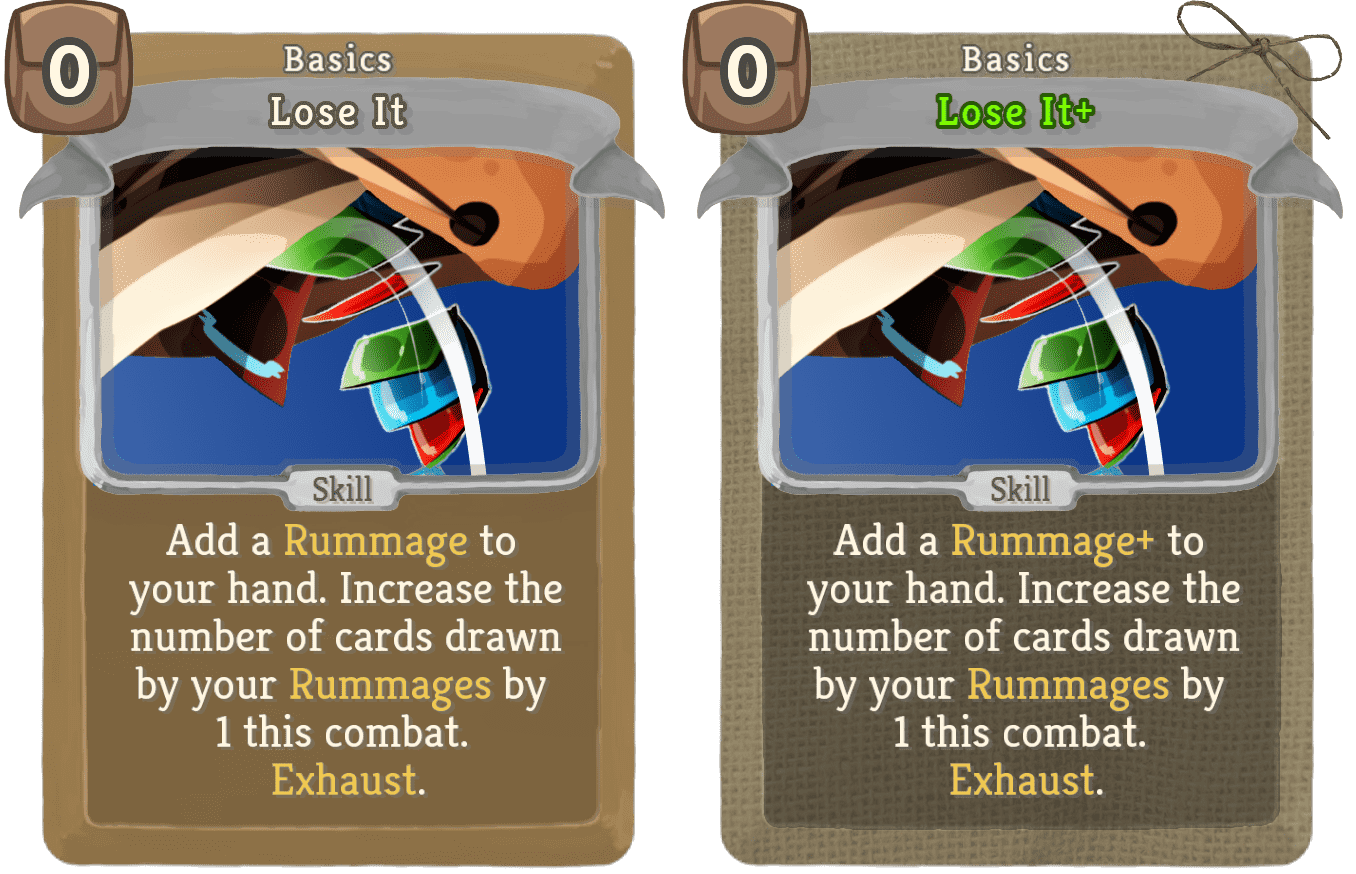 0
Basics
Lose It
Skill
Add a Rummage to
your hand. Increase the
number of cards drawn
by your Rummages by
1 this combat.
Exhaust.
0
Basics
Lose It+
Skill
Add a Rummage+ to
your hand. Increase the
number of cards drawn
by your Rummages by
1 this combat.
Exhaust.